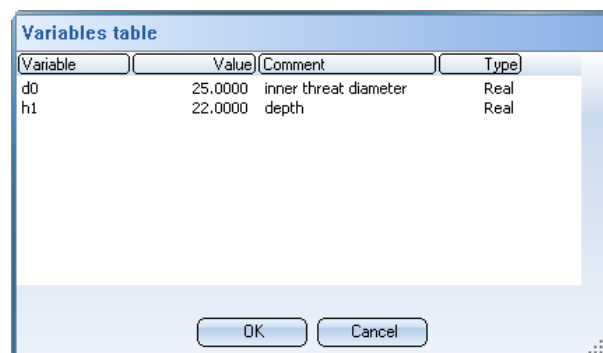 Variables table
Variable Value Comment Type
d0 25.0000 inner threat diameter Real
h1 22.0000 depth Real
OK Cancel